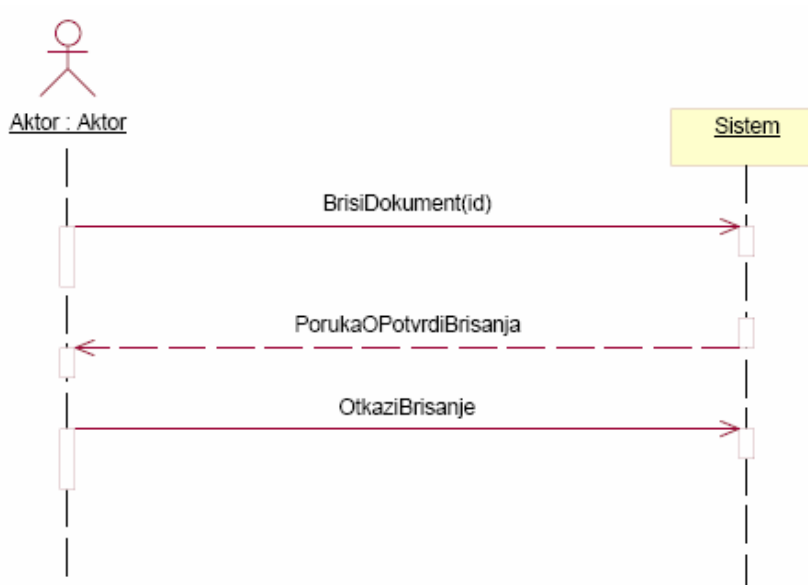 Aktor : Aktor
Sistem
BrisiDokument(id)
PorukaOPotvrdiBrisanja
OtkaziBrisanje